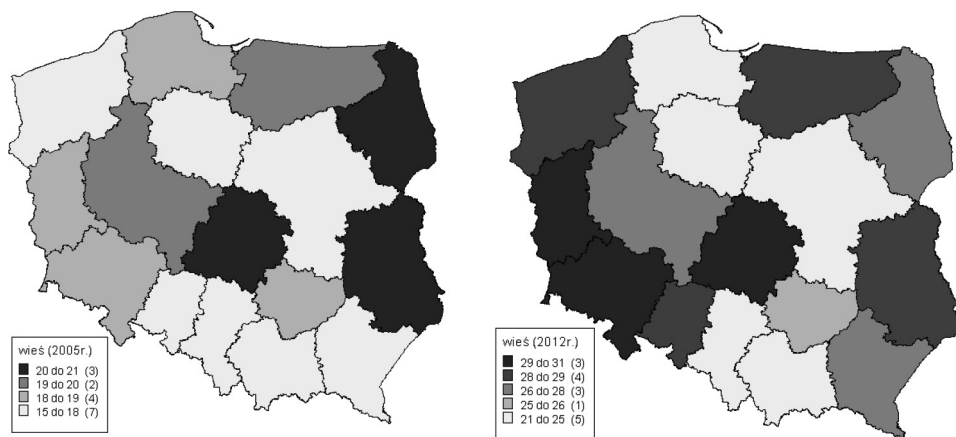 wieś (2005r.)
20 do 21 (3)
19 do 20 (2)
18 do 19 (4)
15 do 18 (7)
wieś (2012r.)
29 do 31 (3)
28 do 29 (4)
26 do 28 (3)
25 do 26 (1)
21 do 25 (5)